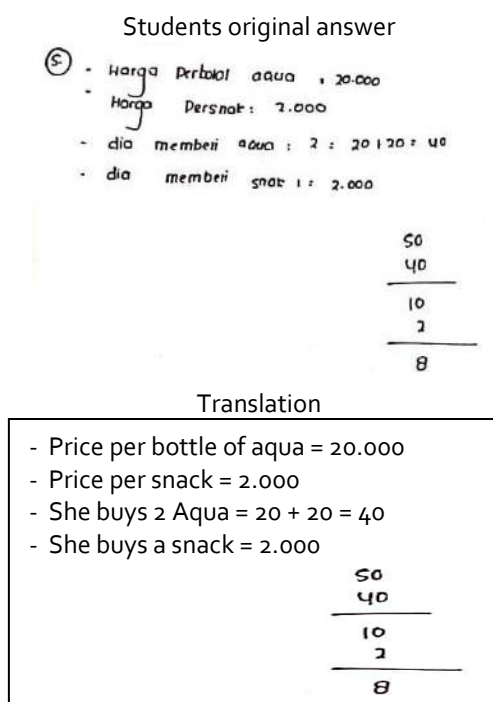 Students original answer
5. - Harga Perbotol aqua : 20.000
- Harga Persnak : 2.000
- dia memberi aqua : 2 = 20 + 20 = 40
- dia memberi snak 1 = 2.000
50
40
10
2
8
Translation
- Price per bottle of aqua = 20.000
- Price per snack = 2.000
- She buys 2 Aqua = 20 + 20 = 40
- She buys a snack = 2.000
50
40
10
2
8